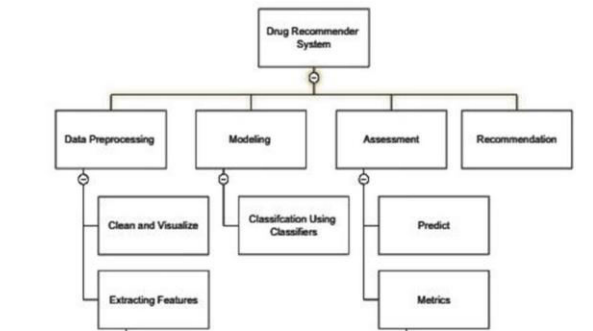 Drug Recommender
System
Data Preprocessing
Modeling
Assessment
Recommendation
Clean and Visualize
Classifcation Using
Classifiers
Predict
Extracting Features
Metrics